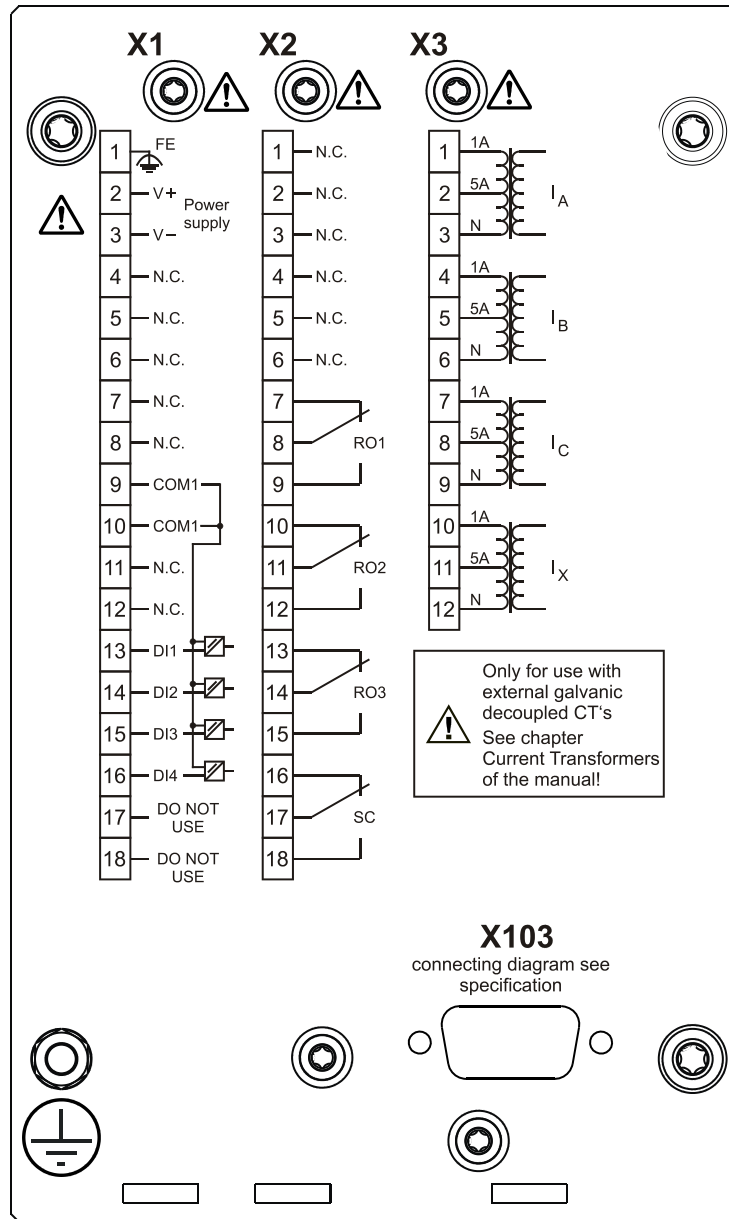 X1
X2
X3
1 FE
2 V+
Power
supply
3 V-
4 N.C.
5 N.C.
6 N.C.
7 N.C.
8 N.C.
9 COM1
10 COM1
11 N.C.
12 N.C.
13 DI1
14 DI2
15 DI3
16 DI4
17 DO NOT
USE
18 DO NOT
USE
1 N.C.
2 N.C.
3 N.C.
4 N.C.
5 N.C.
6 N.C.
7
8 RO1
9
10
11 RO2
12
13
14 RO3
15
16
17 SC
18
1 1A
2 5A IA
3 N
4 1A
5 5A IB
6 N
7 1A
8 5A IC
9 N
10 1A
11 5A IX
12 N
Only for use with
external galvanic
decoupled CT's
See chapter
Current Transformers
of the manual!
X103
connecting diagram see
specification